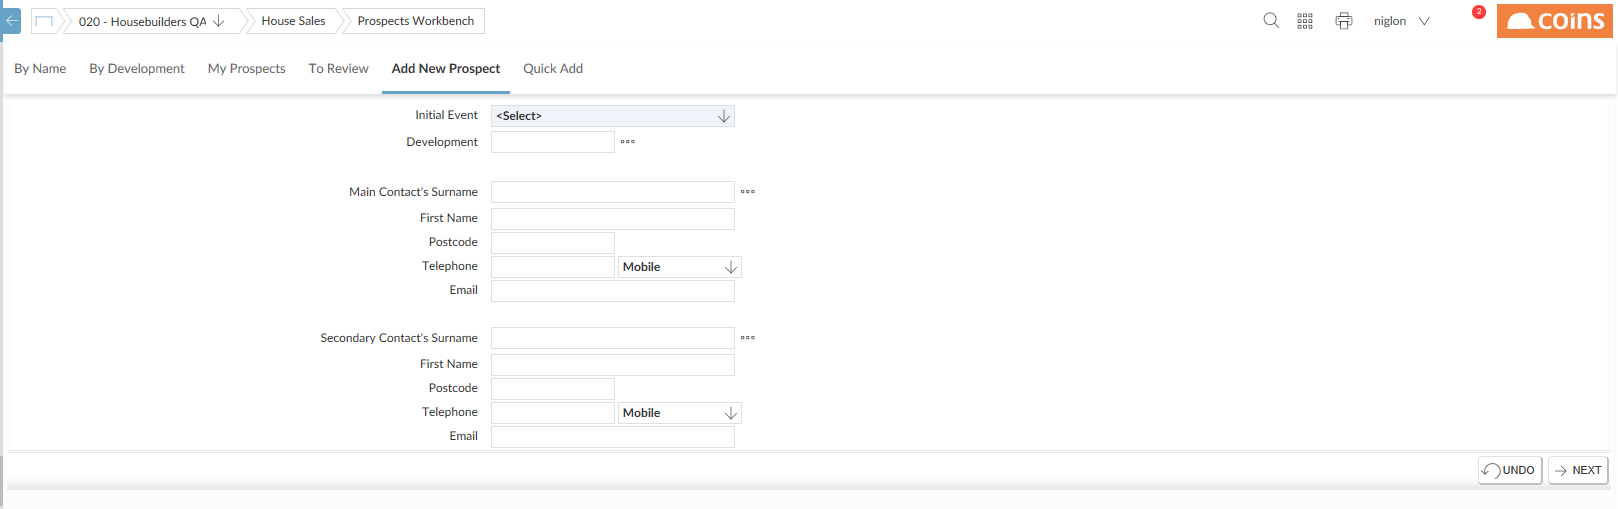 020 - Housebuilders QA House Sales Prospects Workbench niglon 2 coins
By Name By Development My Prospects To Review Add New Prospect Quick Add
Initial Event <Select>
Development
Main Contact's Surname
First Name
Postcode
Telephone Mobile
Email
Secondary Contact's Surname
First Name
Postcode
Telephone Mobile
Email
UNDO NEXT